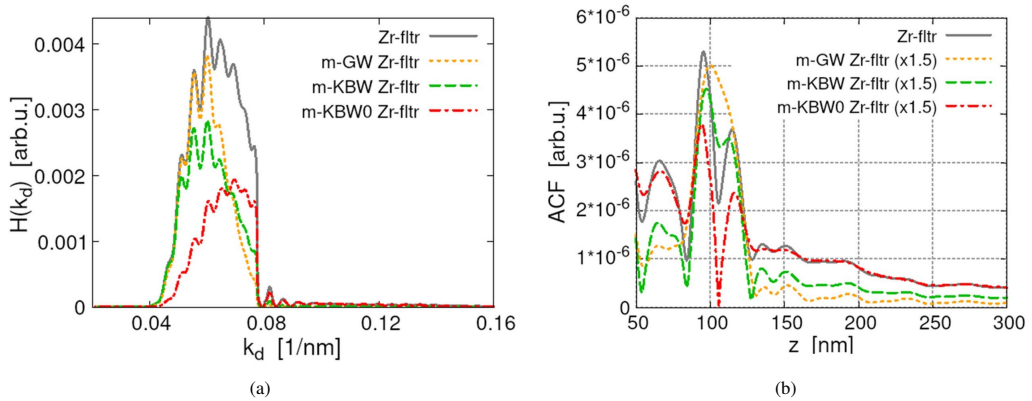 Zr-fltr
m-GW Zr-fltr
m-KBW Zr-fltr
m-KBW0 Zr-fltr
H(k_d) [arb.u.]
0.004
0.003
0.002
0.001
0
0.04
0.08
0.12
0.16
k_d [1/nm]
(a)
Zr-fltr
m-GW Zr-fltr (x1.5)
m-KBW Zr-fltr (x1.5)
m-KBW0 Zr-fltr (x1.5)
ACF [arb.u.]
6*10^-6
5*10^-6
4*10^-6
3*10^-6
2*10^-6
1*10^-6
0
50
100
150
200
250
300
z [nm]
(b)